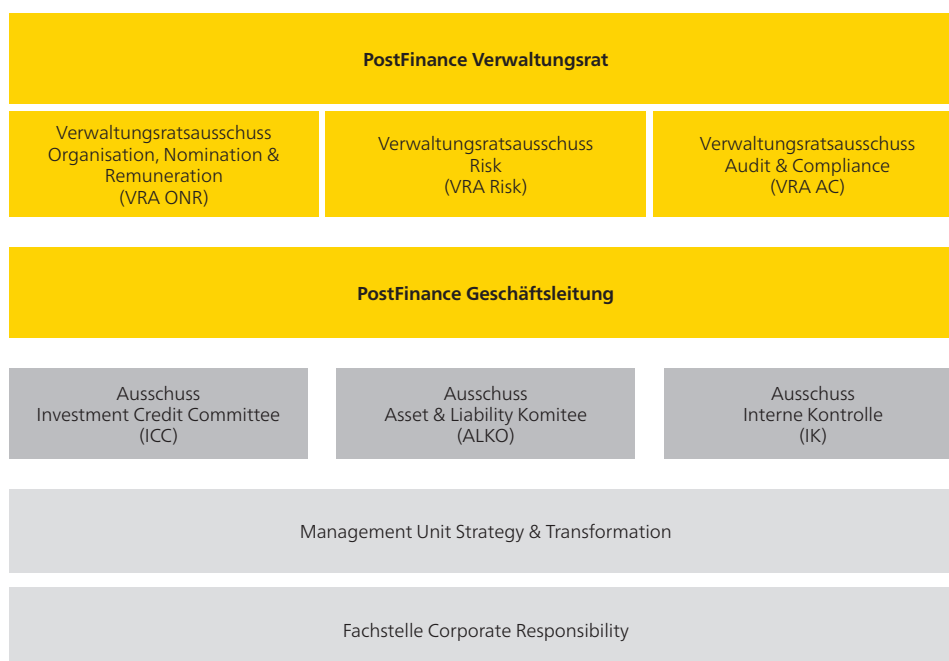 PostFinance Verwaltungsrat
Verwaltungsratsausschuss
Organisation, Nomination &
Remuneration
(VRA ONR)
Verwaltungsratsausschuss
Risk
(VRA Risk)
Verwaltungsratsausschuss
Audit & Compliance
(VRA AC)
PostFinance Geschäftsleitung
Ausschuss
Investment Credit Committee
(ICC)
Ausschuss
Asset & Liability Komitee
(ALKO)
Ausschuss
Interne Kontrolle
(IK)
Management Unit Strategy & Transformation
Fachstelle Corporate Responsibility